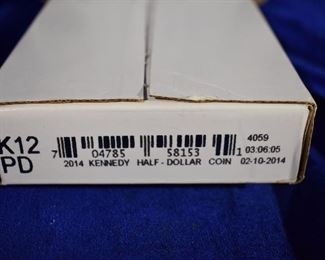 K12
PD
7 04785 58153 1
2014 KENNEDY HALF-DOLLAR COIN
4059
03:06:05
02-10-2014